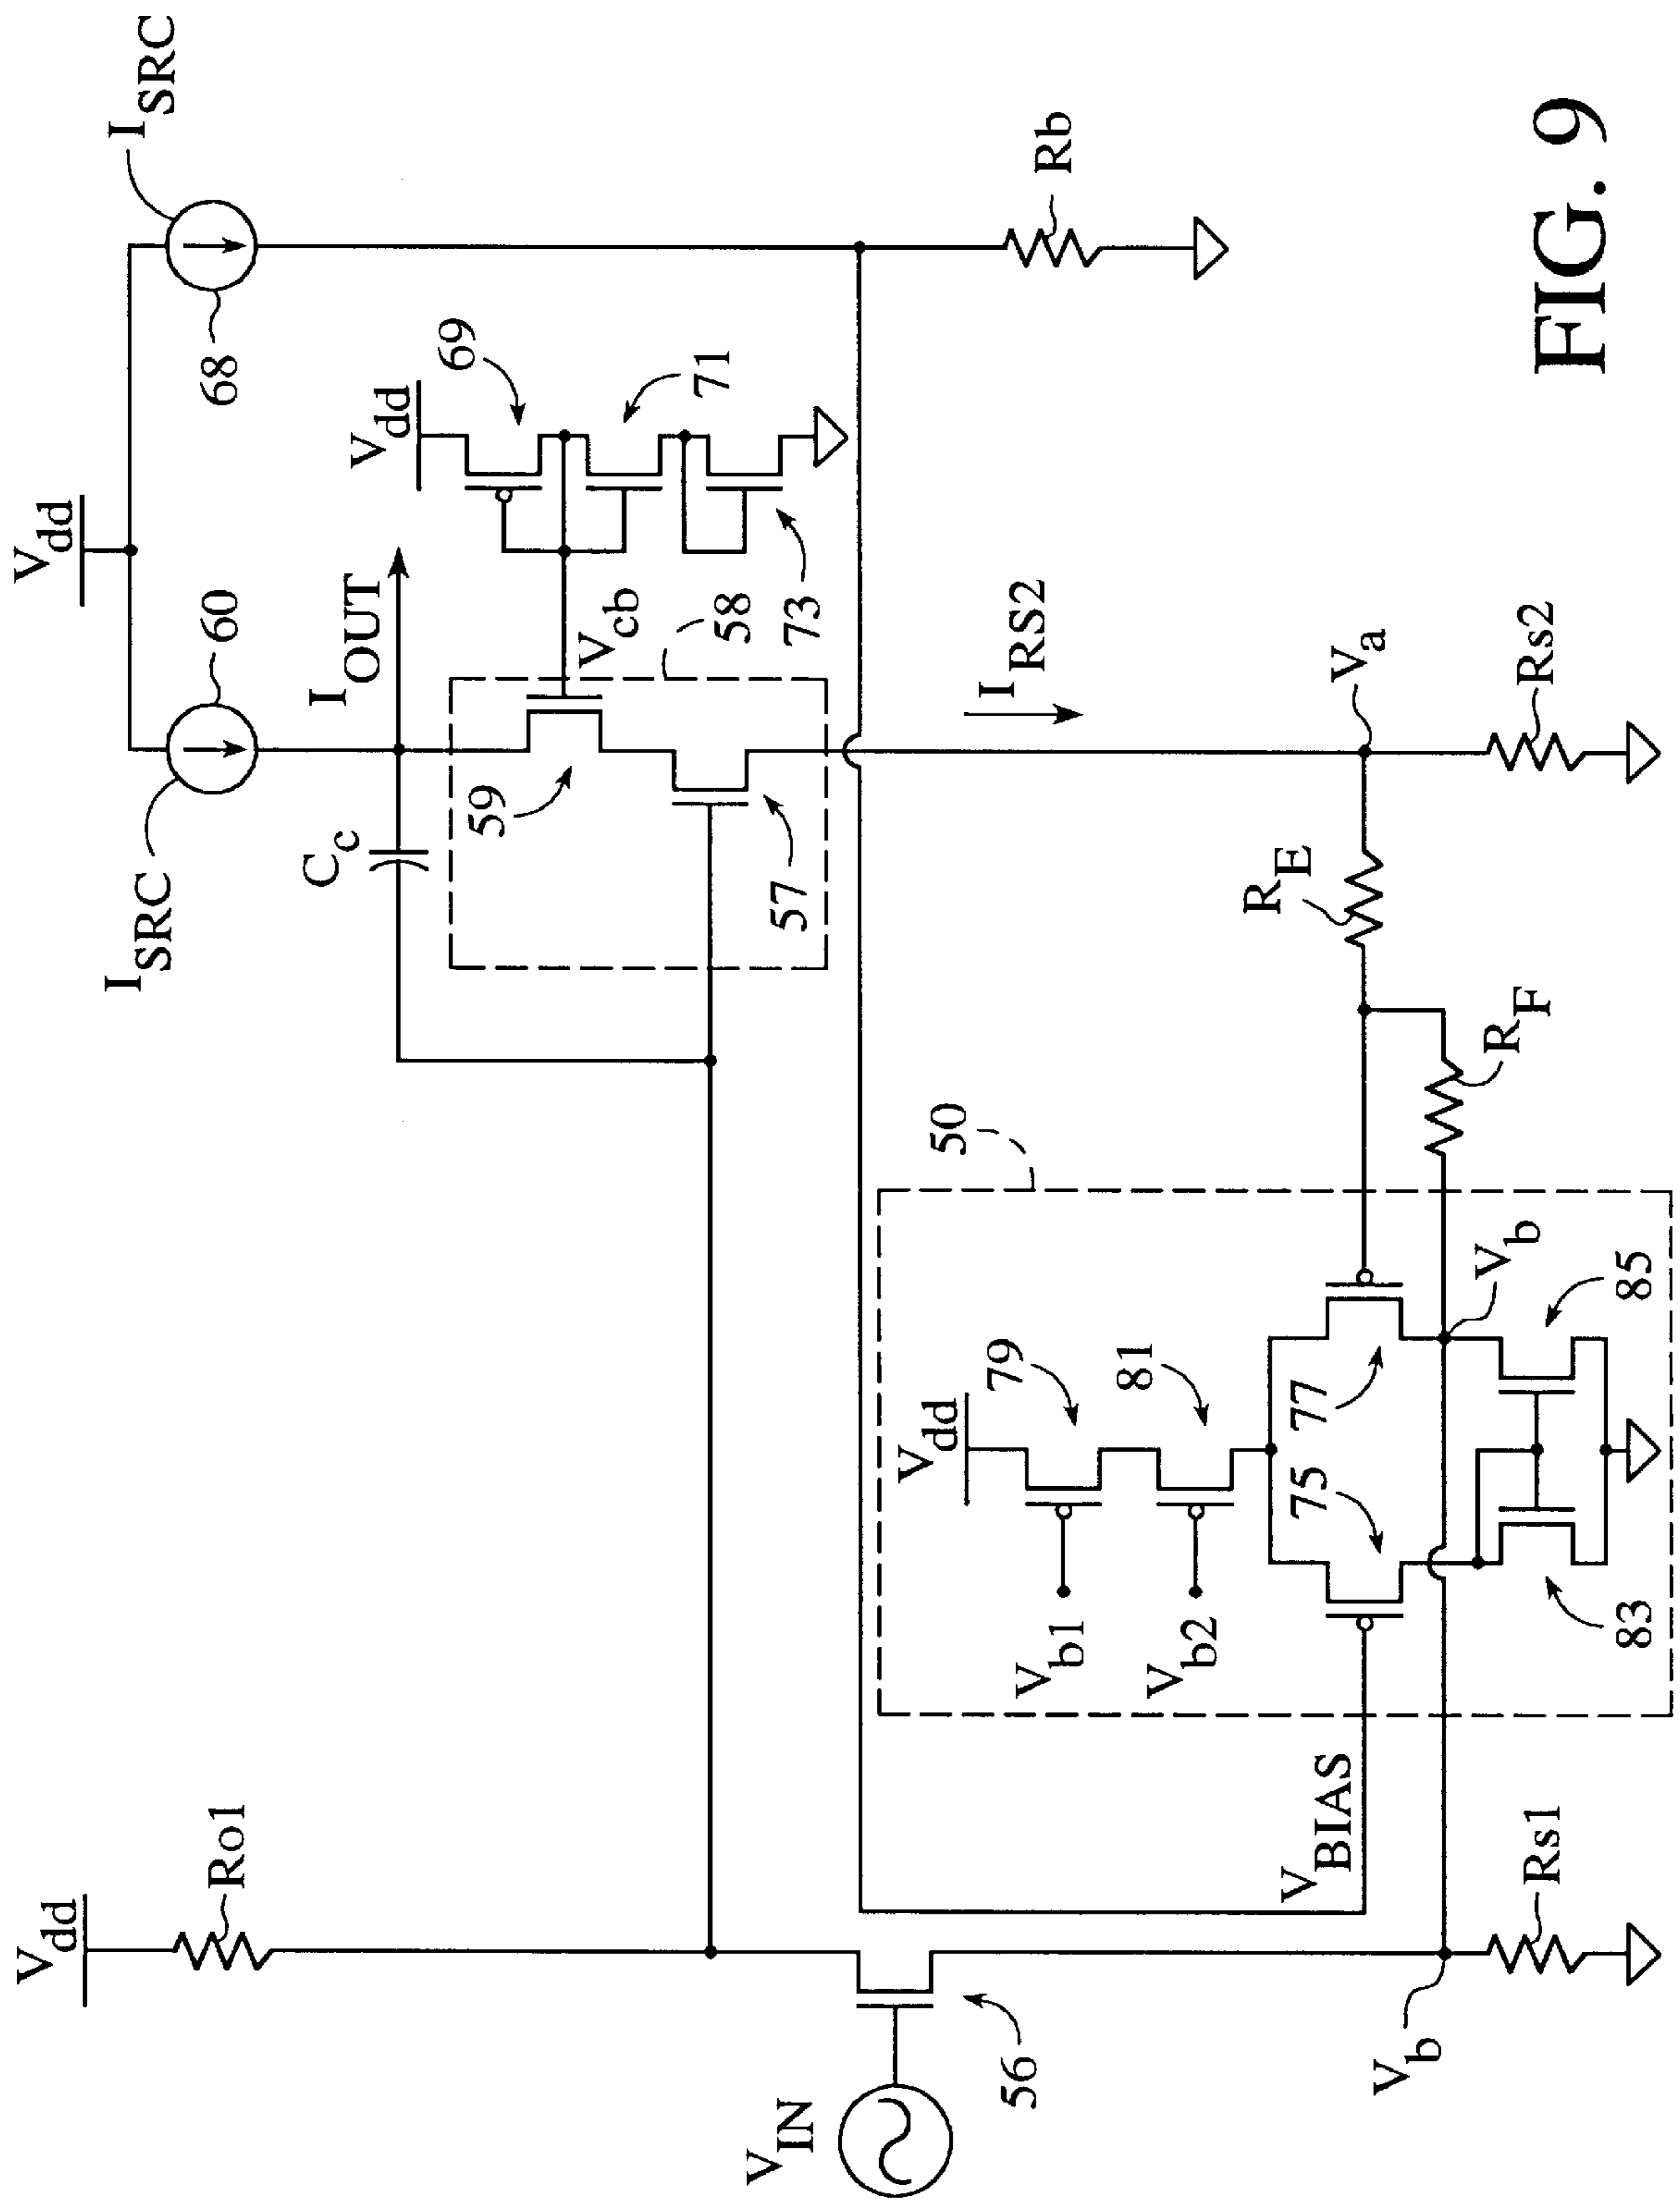 V_dd
I_SRC
60
68
I_SRC
V_dd
Ro1
C_c
I_OUT
V_dd
69
59
V_cb
71
57
58
73
V_IN
56
I_RS2
Rb
50
V_dd
79
V_b1
81
V_b2
V_BIAS
75
77
R_E
V_a
R_F
V_b
V_b
Rs1
83
85
Rs2
FIG. 9